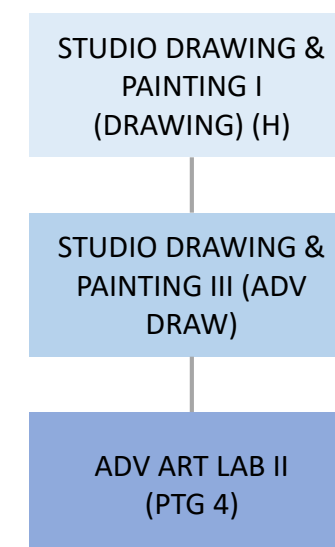 STUDIO DRAWING &
PAINTING I
(DRAWING) (H)
STUDIO DRAWING &
PAINTING III (ADV
DRAW)
ADV ART LAB II
(PTG 4)